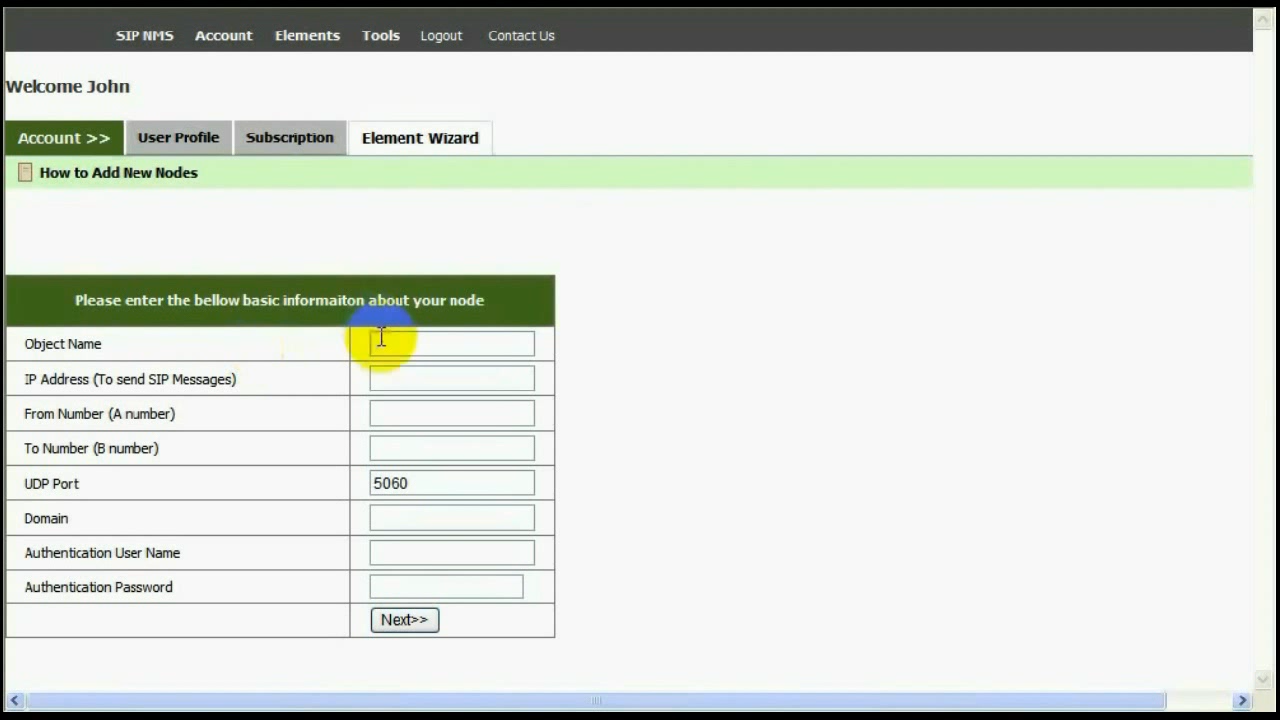 SIP NMS Account Elements Tools Logout Contact Us
Welcome John
Account >> User Profile Subscription Element Wizard
How to Add New Nodes
Please enter the bellow basic informaiton about your node
Object Name
IP Address (To send SIP Messages)
From Number (A number)
To Number (B number)
UDP Port 5060
Domain
Authentication User Name
Authentication Password
Next>>